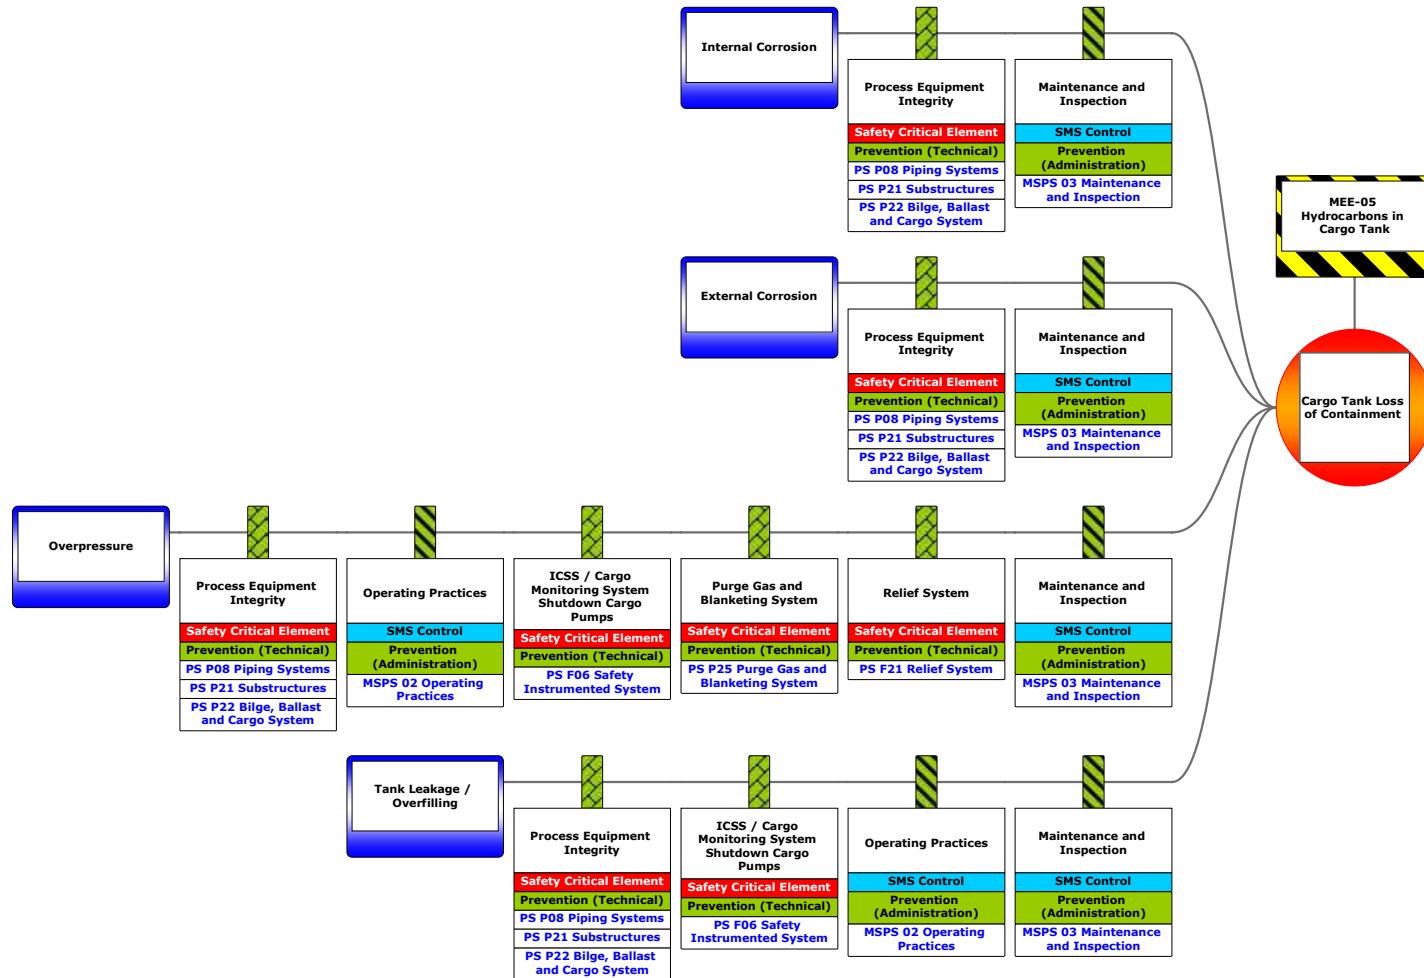 Internal Corrosion
Process Equipment
Integrity
Safety Critical Element
Prevention (Technical)
PS P08 Piping Systems
PS P21 Substructures
PS P22 Bilge, Ballast
and Cargo System
Maintenance and
Inspection
SMS Control
Prevention
(Administration)
MSPS 03 Maintenance
and Inspection
MEE-05
Hydrocarbons in
Cargo Tank
Cargo Tank Loss
of Containment
External Corrosion
Process Equipment
Integrity
Safety Critical Element
Prevention (Technical)
PS P08 Piping Systems
PS P21 Substructures
PS P22 Bilge, Ballast
and Cargo System
Maintenance and
Inspection
SMS Control
Prevention
(Administration)
MSPS 03 Maintenance
and Inspection
Overpressure
Process Equipment
Integrity
Safety Critical Element
Prevention (Technical)
PS P08 Piping Systems
PS P21 Substructures
PS P22 Bilge, Ballast
and Cargo System
Operating Practices
SMS Control
Prevention
(Administration)
MSPS 02 Operating
Practices
ICSS / Cargo
Monitoring System
Shutdown Cargo
Pumps
Safety Critical Element
Prevention (Technical)
PS F06 Safety
Instrumented System
Purge Gas and
Blanketing System
Safety Critical Element
Prevention (Technical)
PS P25 Purge Gas and
Blanketing System
Relief System
Safety Critical Element
Prevention (Technical)
PS F21 Relief System
Maintenance and
Inspection
SMS Control
Prevention
(Administration)
MSPS 03 Maintenance
and Inspection
Tank Leakage /
Overfilling
Process Equipment
Integrity
Safety Critical Element
Prevention (Technical)
PS P08 Piping Systems
PS P21 Substructures
PS P22 Bilge, Ballast
and Cargo System
ICSS / Cargo
Monitoring System
Shutdown Cargo
Pumps
Safety Critical Element
Prevention (Technical)
PS F06 Safety
Instrumented System
Operating Practices
SMS Control
Prevention
(Administration)
MSPS 02 Operating
Practices
Maintenance and
Inspection
SMS Control
Prevention
(Administration)
MSPS 03 Maintenance
and Inspection